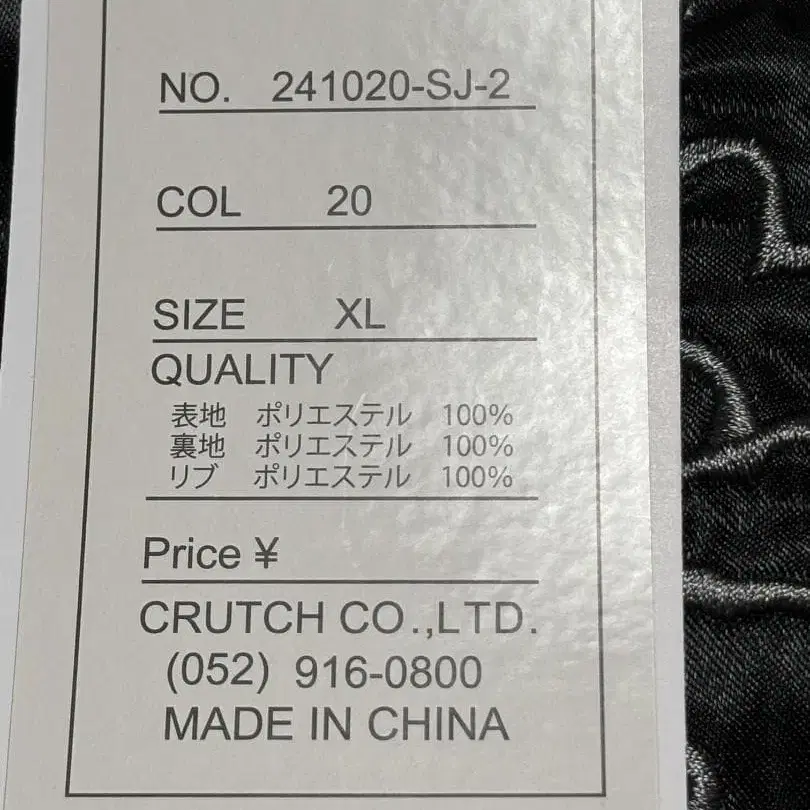 NO. 241020-SJ-2
COL 20
SIZE XL
QUALITY
表地 ポリエステル 100%
裏地 ポリエステル 100%
リブ ポリエステル 100%
Price ¥
CRUTCH CO.,LTD.
(052) 916-0800
MADE IN CHINA